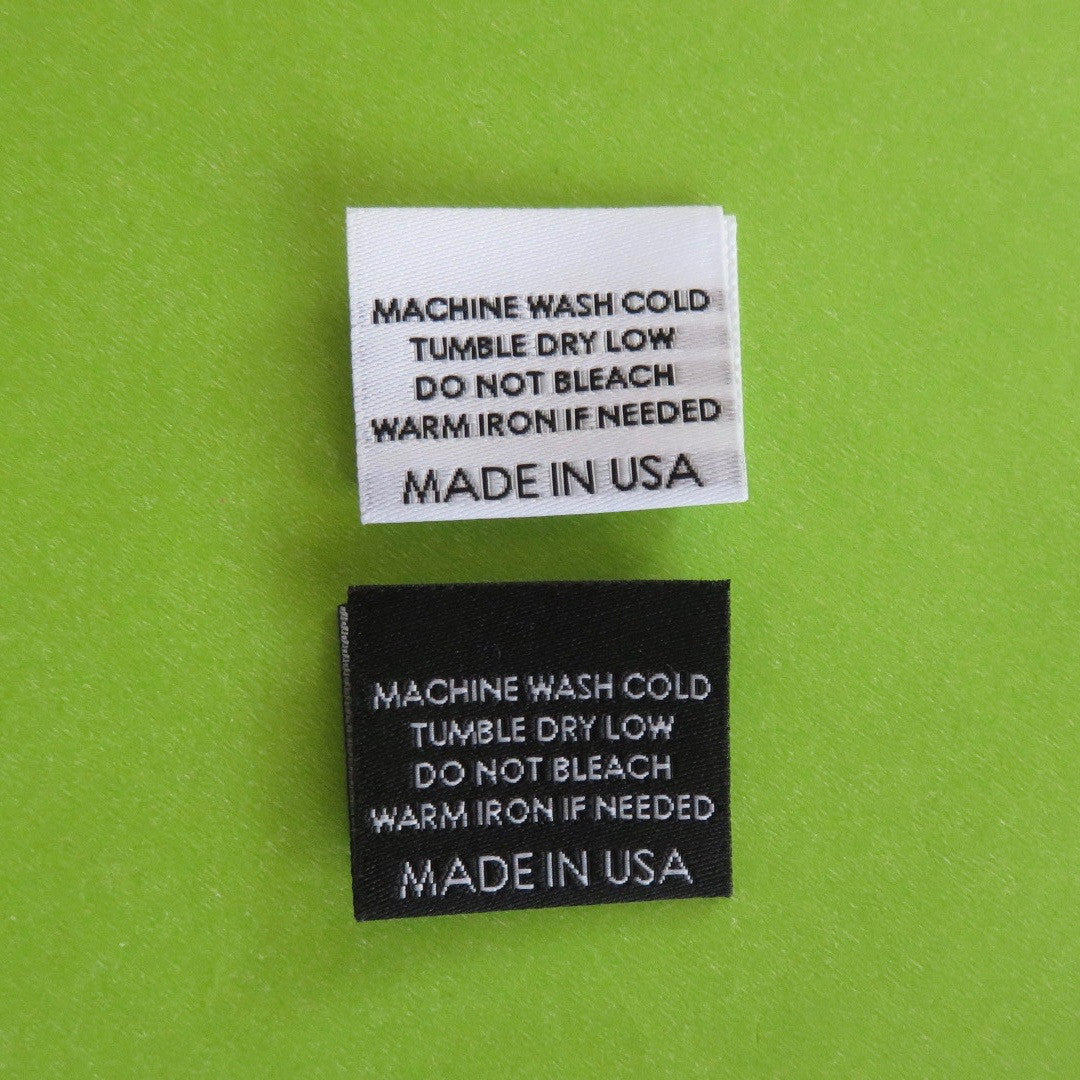 MACHINE WASH COLD
TUMBLE DRY LOW
DO NOT BLEACH
WARM IRON IF NEEDED
MADE IN USA
MACHINE WASH COLD
TUMBLE DRY LOW
DO NOT BLEACH
WARM IRON IF NEEDED
MADE IN USA